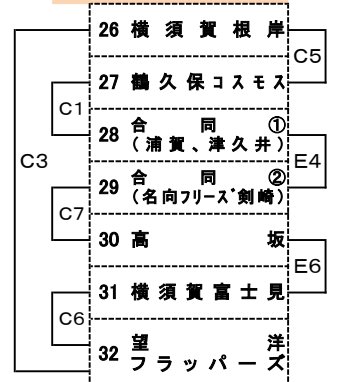 26 横須賀根岸
C5
27 鶴久保コスモス
C1
28 合同①
(浦賀、津久井)
C3
E4
29 合同②
(名向フリーズ゙剣崎)
C7
30 高坂
E6
31 横須賀富士見
C6
32 望洋
フラッパーズ